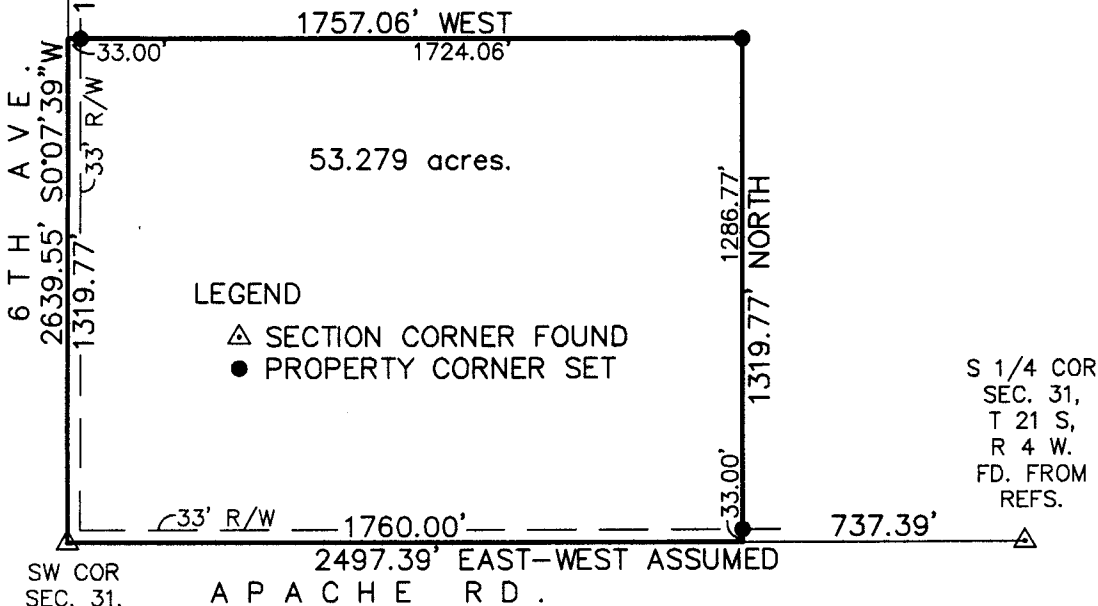 1757.06' WEST
33.00'
1724.06'
6TH AVE.
2639.55' S0°07'39"W
1319.77'
33' R/W
53.279 acres.
1286.77'
1319.77' NORTH
LEGEND
SECTION CORNER FOUND
PROPERTY CORNER SET
S 1/4 COR
SEC. 31,
T 21 S,
R 4 W.
FD. FROM
REFS.
33.00'
33' R/W
1760.00'
737.39'
2497.39' EAST-WEST ASSUMED
SW COR
SEC. 31.
APACHE RD.